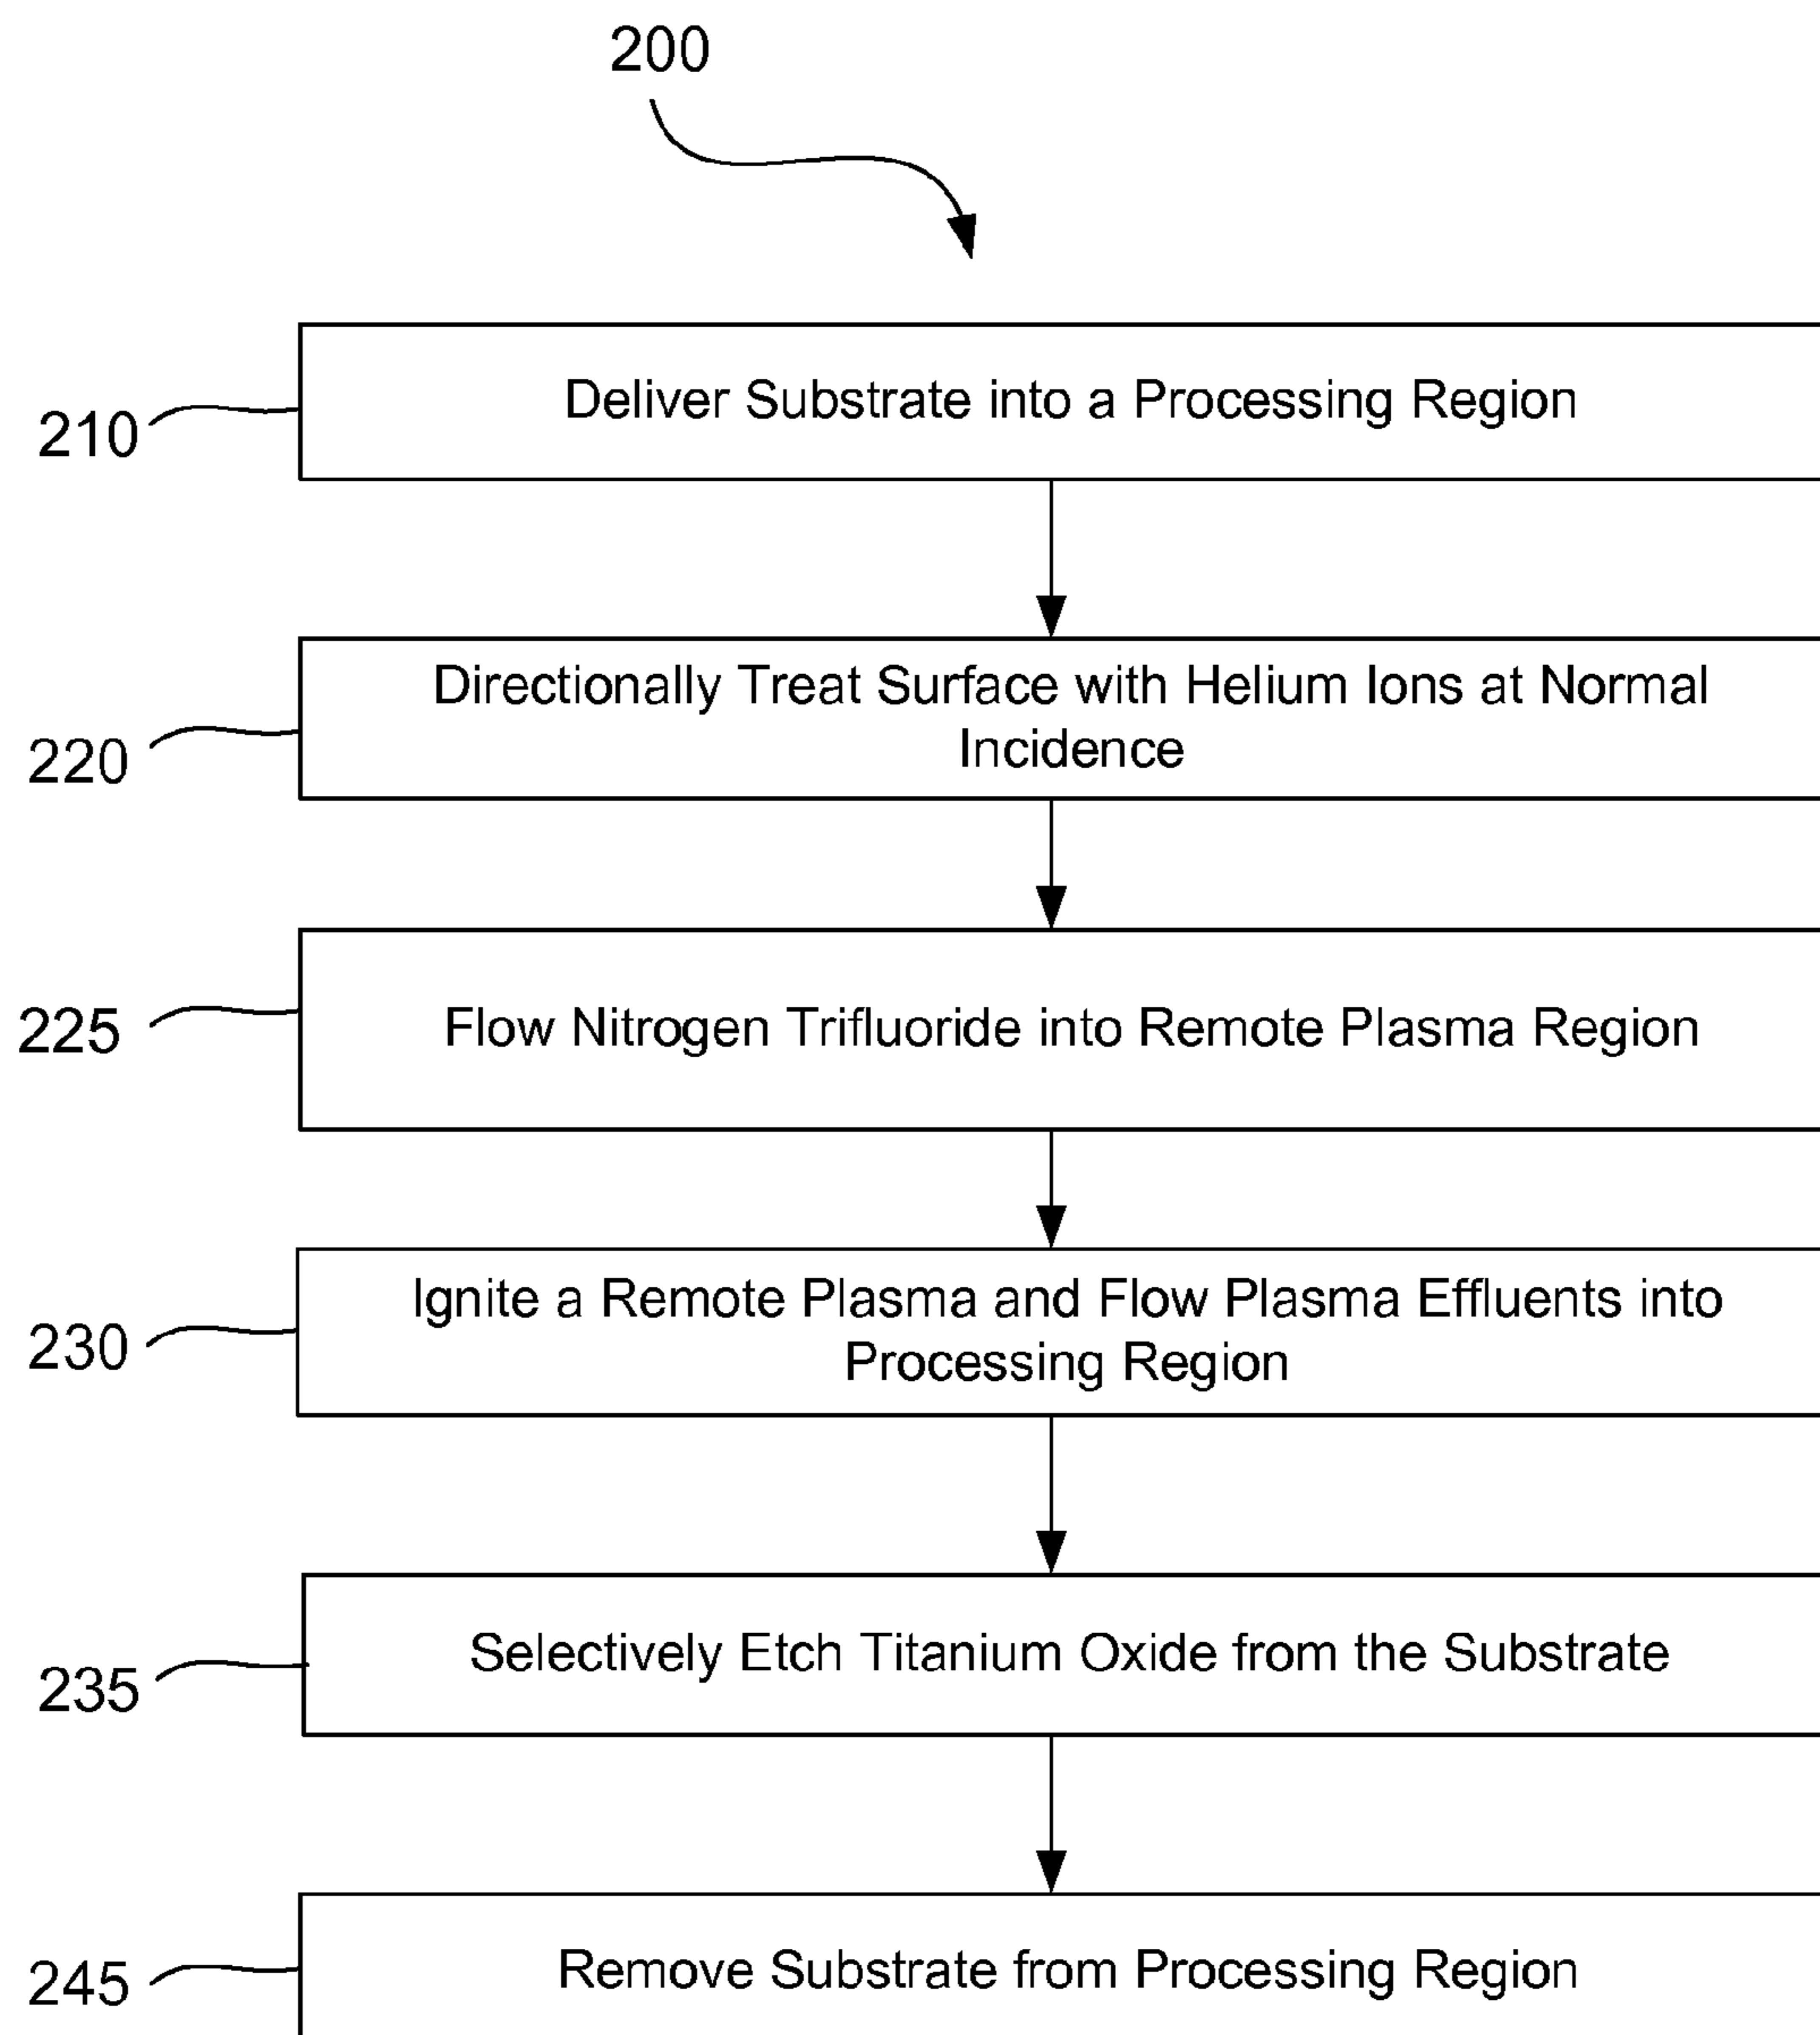 200
Deliver Substrate into a Processing Region
210
Directionally Treat Surface with Helium Ions at Normal
Incidence
220
Flow Nitrogen Trifluoride into Remote Plasma Region
225
Ignite a Remote Plasma and Flow Plasma Effluents into
Processing Region
230
Selectively Etch Titanium Oxide from the Substrate
235
Remove Substrate from Processing Region
245